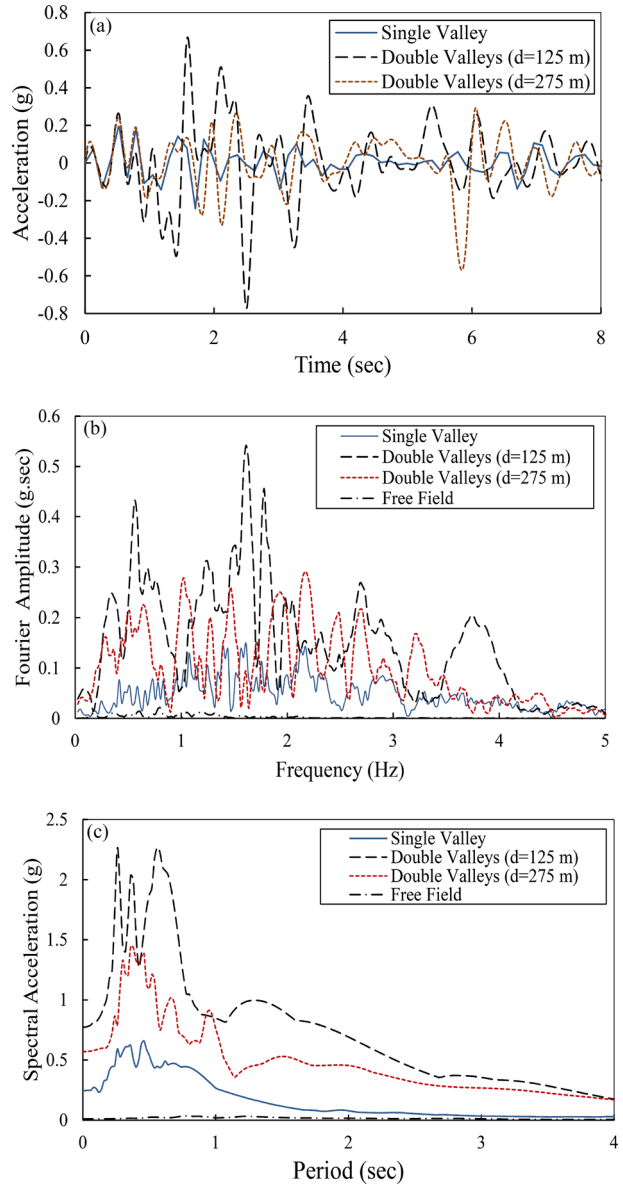 (a)
Single Valley
Double Valleys (d=125 m)
Double Valleys (d=275 m)
Acceleration (g)
0.8
0.6
0.4
0.2
0
-0.2
-0.4
-0.6
-0.8
0 2 4 6 8
Time (sec)
(b)
Single Valley
Double Valleys (d=125 m)
Double Valleys (d=275 m)
Free Field
Fourier Amplitude (g.sec)
0.6
0.5
0.4
0.3
0.2
0.1
0
0 1 2 3 4 5
Frequency (Hz)
(c)
Single Valley
Double Valleys (d=125 m)
Double Valleys (d=275 m)
Free Field
Spectral Acceleration (g)
2.5
2
1.5
1
0.5
0
0 1 2 3 4
Period (sec)